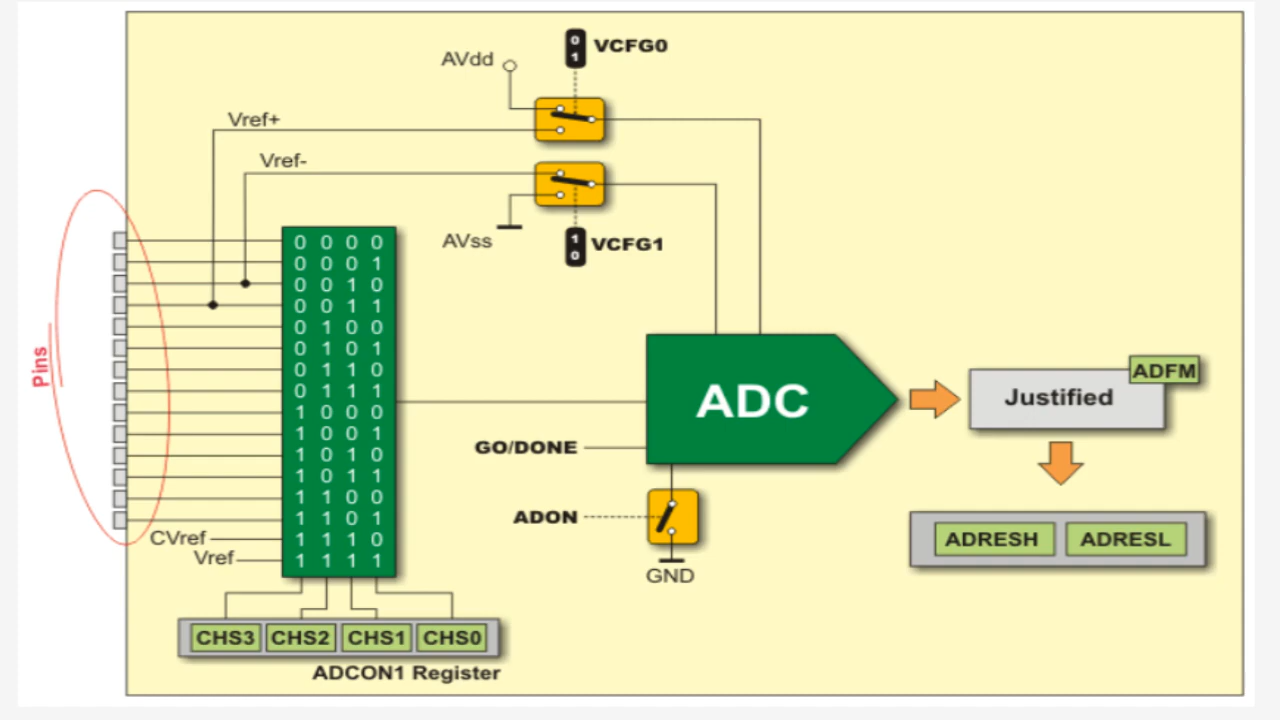 0
1
VCFG0
AVdd
Vref+
Vref-
AVss
1
0
VCFG1
Pins
0 0 0 0
0 0 0 1
0 0 1 0
0 0 1 1
0 1 0 0
0 1 0 1
0 1 1 0
0 1 1 1
1 0 0 0
1 0 0 1
1 0 1 0
1 0 1 1
1 1 0 0
1 1 0 1
CVref 1 1 1 0
Vref 1 1 1 1
ADC
GO/DONE
ADON
GND
Justified
ADFM
ADRESH ADRESL
CHS3 CHS2 CHS1 CHS0
ADCON1 Register